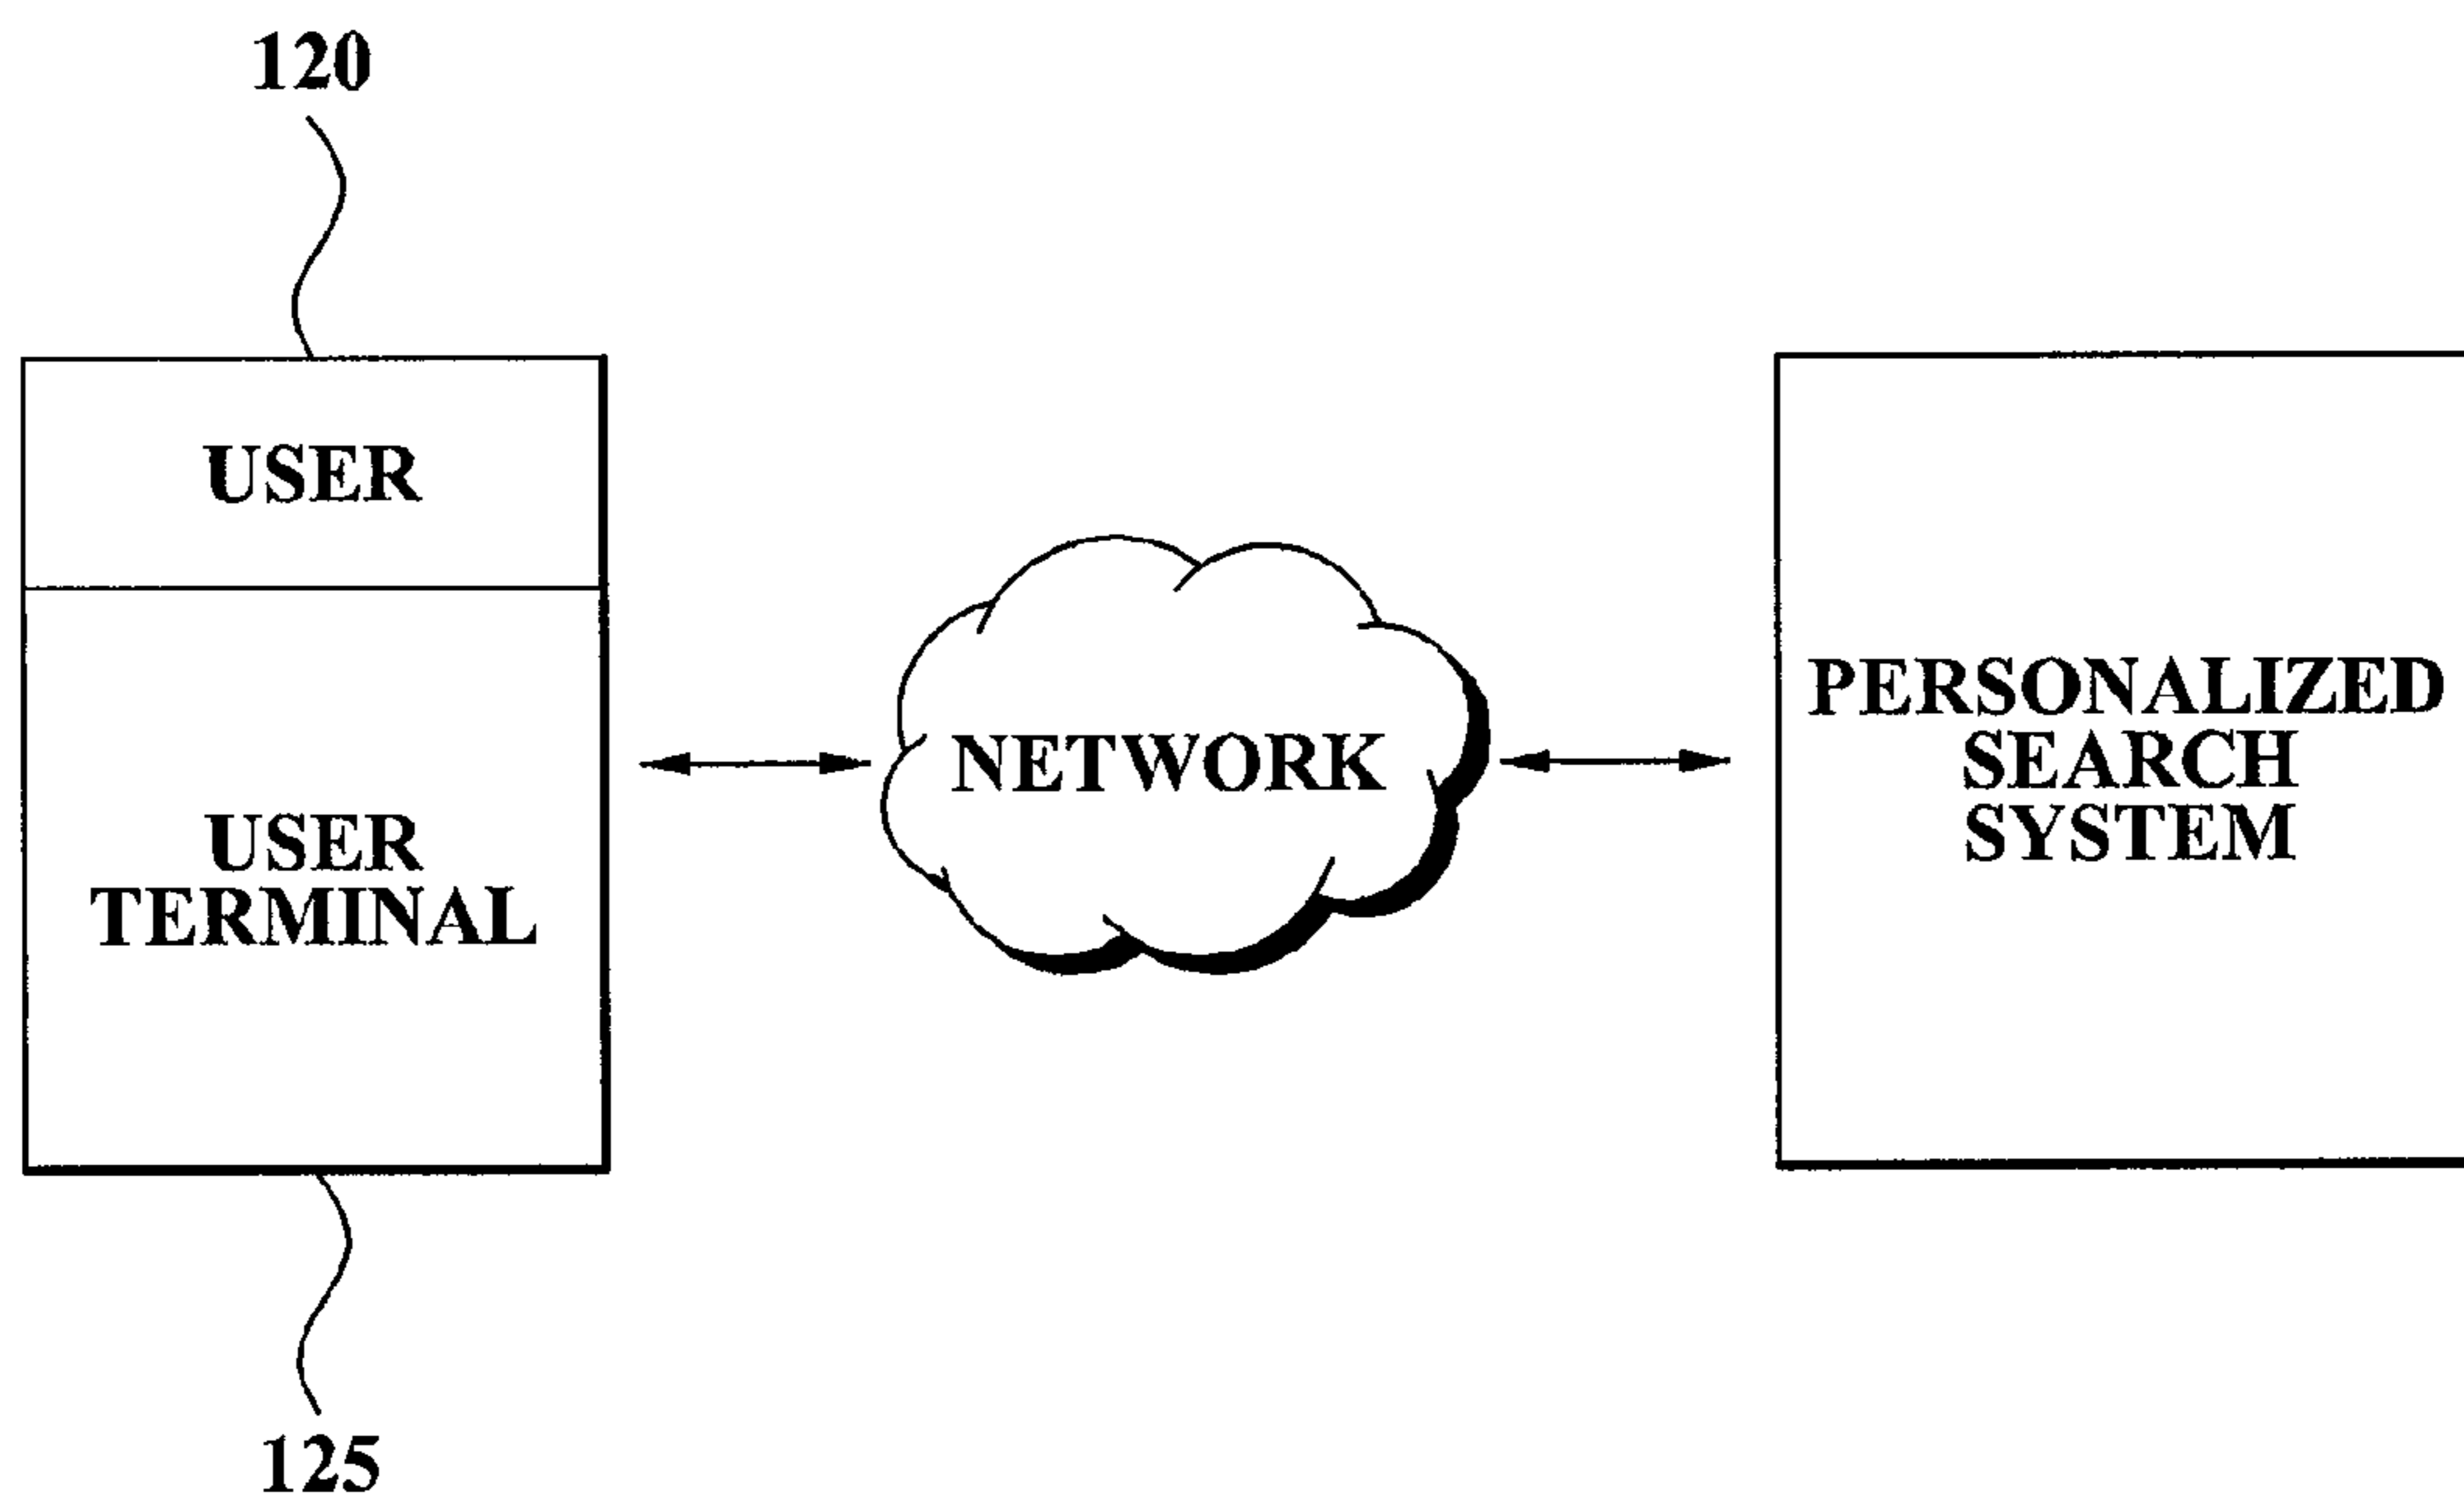 120
USER
USER
TERMINAL
125
NETWORK
PERSONALIZED
SEARCH
SYSTEM